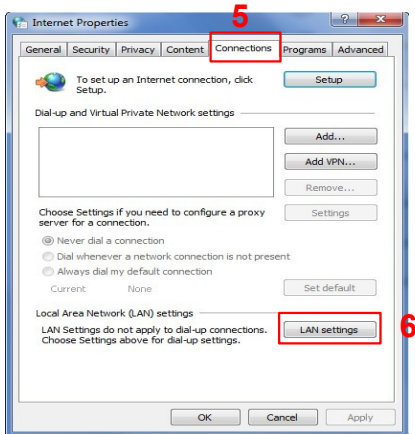 5
Internet Properties
General Security Privacy Content Connections Programs Advanced
To set up an Internet connection, click
Setup.
Setup
Dial-up and Virtual Private Network settings
Add...
Add VPN...
Remove...
Choose Settings if you need to configure a proxy
server for a connection.
Settings
Never dial a connection
Dial whenever a network connection is not present
Always dial my default connection
Current None
Set default
Local Area Network (LAN) settings
LAN Settings do not apply to dial-up connections.
Choose Settings above for dial-up settings.
LAN settings
6
OK Cancel Apply